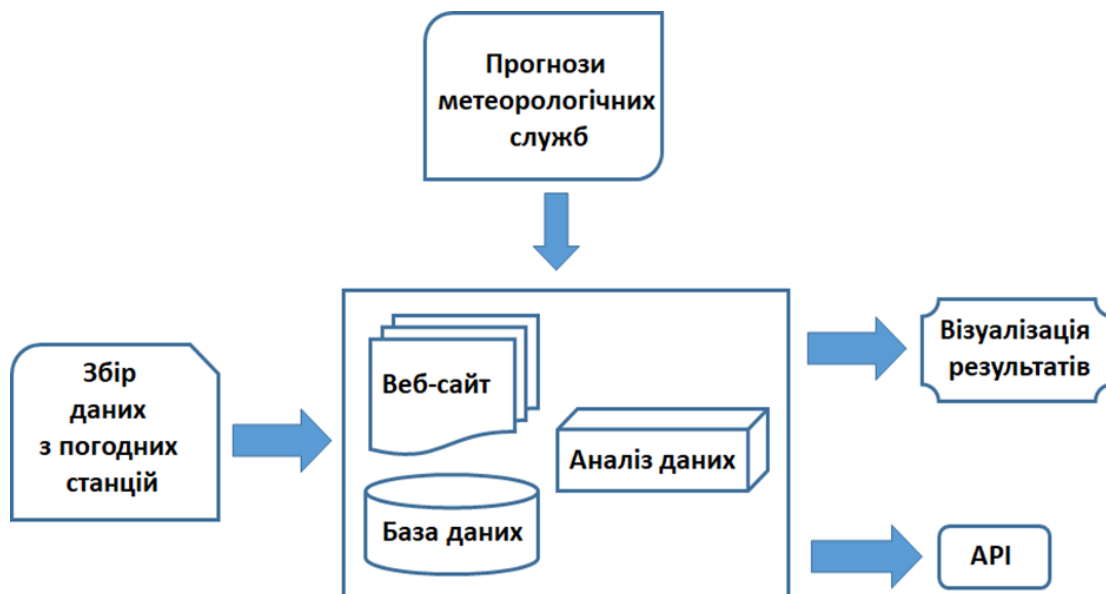 Прогнози
метеорологічних
служб
Збір
даних
з погодних
станцій
Веб-сайт
Аналіз даних
База даних
Візуалізація
результатів
API